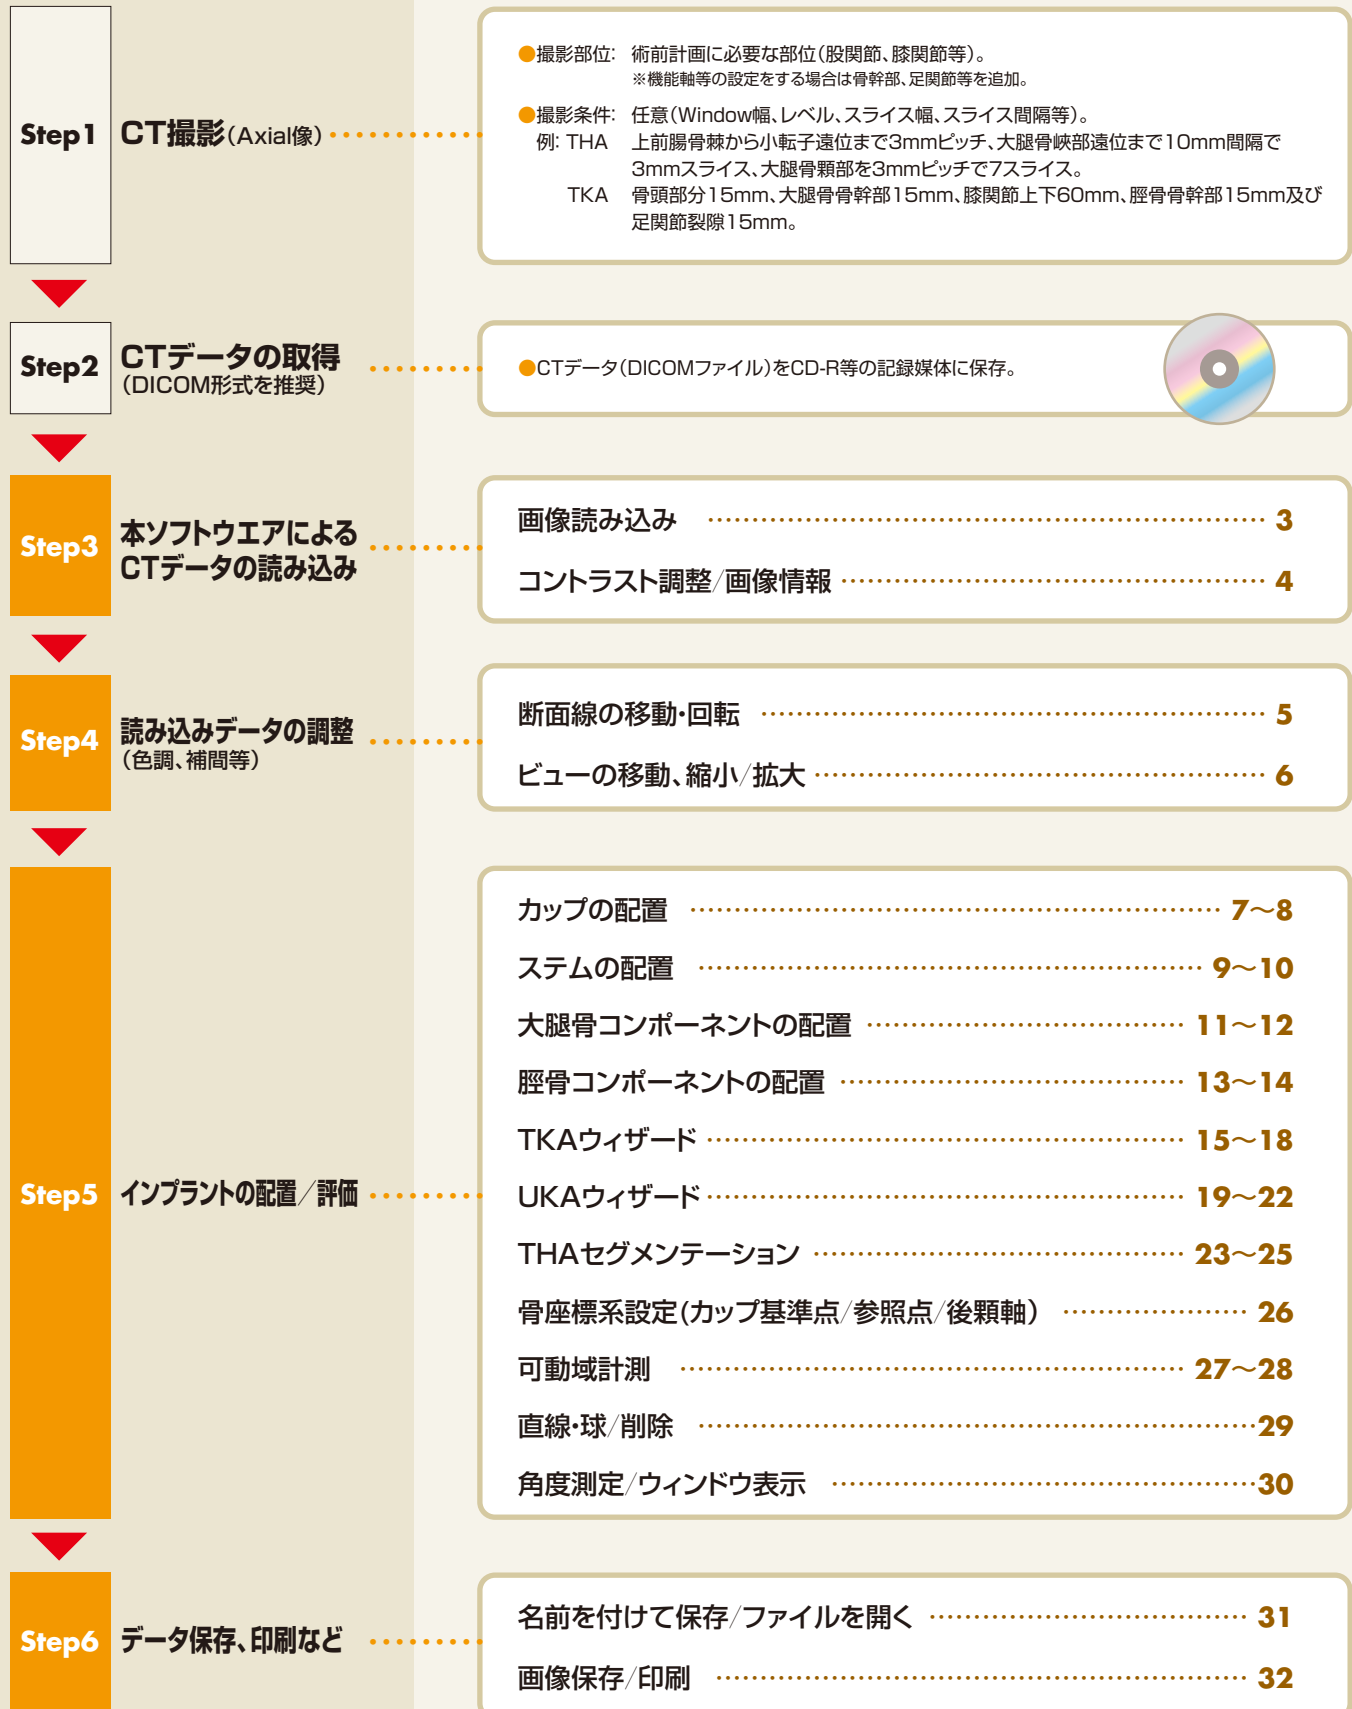 Step1
CT撮影(Axial像)
●撮影部位: 術前計画に必要な部位(股関節、膝関節等)。
※機能軸等の設定をする場合は骨幹部、足関節等を追加。
●撮影条件: 任意(Window幅、レベル、スライス幅、スライス間隔等)。
例: THA 上前腸骨棘から小転子遠位まで3mmピッチ、大腿骨峡部遠位まで10mm間隔で
3mmスライス、大腿骨顆部を3mmピッチで7スライス。
TKA 骨頭部分15mm、大腿骨骨幹部15mm、膝関節上下60mm、脛骨骨幹部15mm及び
足関節裂隙15mm。
Step2
CTデータの取得
(DICOM形式を推奨)
●CTデータ(DICOMファイル)をCD-R等の記録媒体に保存。
Step3
本ソフトウエアによる
CTデータの読み込み
画像読み込み 3
コントラスト調整/画像情報 4
Step4
読み込みデータの調整
(色調、補間等)
断面線の移動・回転 5
ビューの移動、縮小/拡大 6
Step5
インプラントの配置/評価
カップの配置 7〜8
ステムの配置 9〜10
大腿骨コンポーネントの配置 11〜12
脛骨コンポーネントの配置 13〜14
TKAウィザード 15〜18
UKAウィザード 19〜22
THAセグメンテーション 23〜25
骨座標系設定(カップ基準点/参照点/後顆軸) 26
可動域計測 27〜28
直線・球/削除 29
角度測定/ウィンドウ表示 30
Step6
データ保存、印刷など
名前を付けて保存/ファイルを開く 31
画像保存/印刷 32